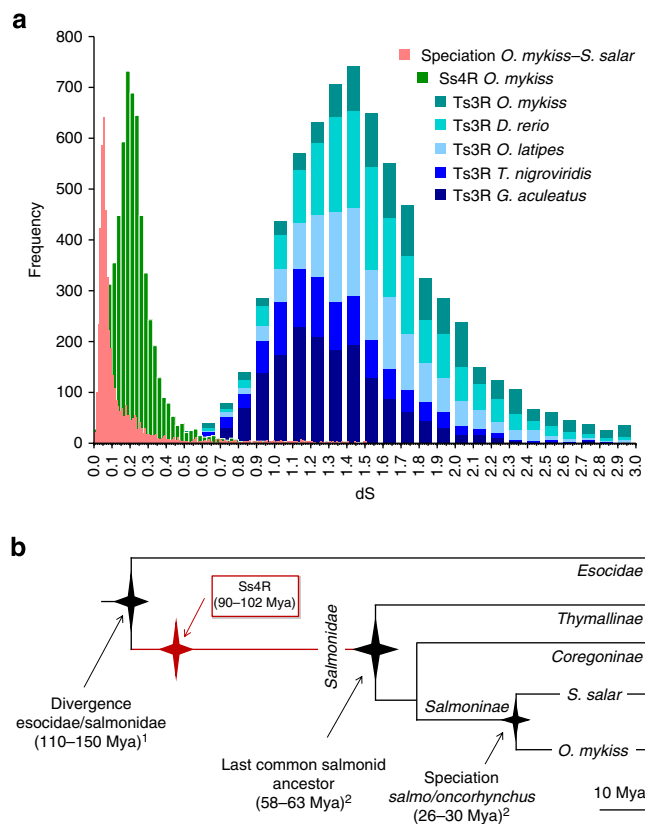 a
800
700
600
500
400
300
200
100
0
Frequency
Speciation O. mykiss–S. salar
Ss4R O. mykiss
Ts3R O. mykiss
Ts3R D. rerio
Ts3R O. latipes
Ts3R T. nigroviridis
Ts3R G. aculeatus
0.0 0.1 0.2 0.3 0.4 0.5 0.6 0.7 0.8 0.9 1.0 1.1 1.2 1.3 1.4 1.5 1.6 1.7 1.8 1.9 2.0 2.1 2.2 2.3 2.4 2.5 2.6 2.7 2.8 2.9 3.0
dS
b
Esocidae
Ss4R
(90–102 Mya)
Salmonidae
Thymallinae
Coregoninae
Salmoninae
S. salar
O. mykiss
Divergence
esocidae/salmonidae
(110–150 Mya)1
Last common salmonid
ancestor
(58–63 Mya)2
Speciation
salmo/oncorhynchus
(26–30 Mya)2
10 Mya